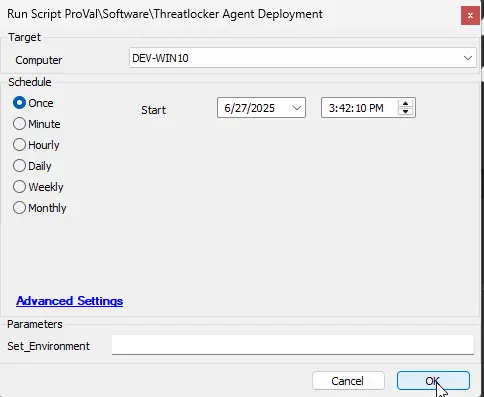 Run Script ProVal\Software\Threatlocker Agent Deployment x
Target
Computer DEV-WIN10
Schedule
Once Start 6/27/2025 3:42:10 PM
Minute
Hourly
Daily
Weekly
Monthly
Advanced Settings
Parameters
Set_Environment
Cancel OK